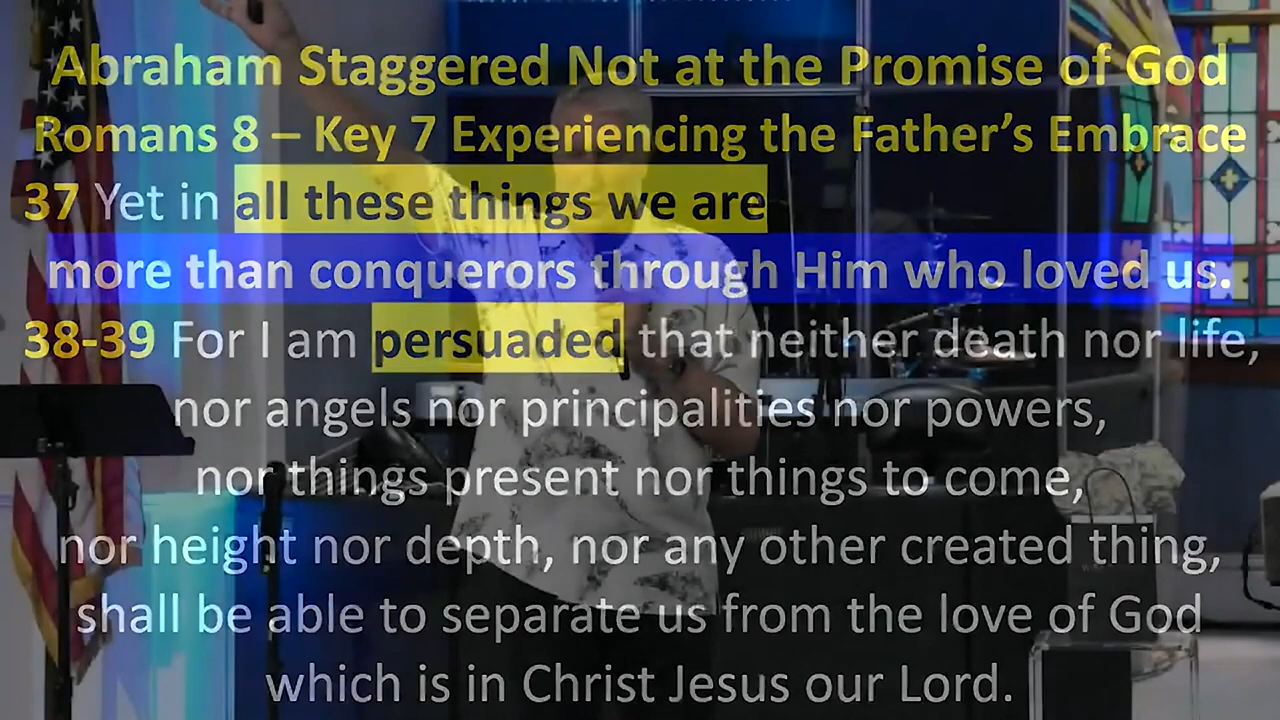 Abraham Staggered Not at the Promise of God
Romans 8 – Key 7 Experiencing the Father’s Embrace
37 Yet in all these things we are
more than conquerors through Him who loved us.
38-39 For I am persuaded that neither death nor life,
nor angels nor principalities nor powers,
nor things present nor things to come,
nor height nor depth, nor any other created thing,
shall be able to separate us from the love of God
which is in Christ Jesus our Lord.